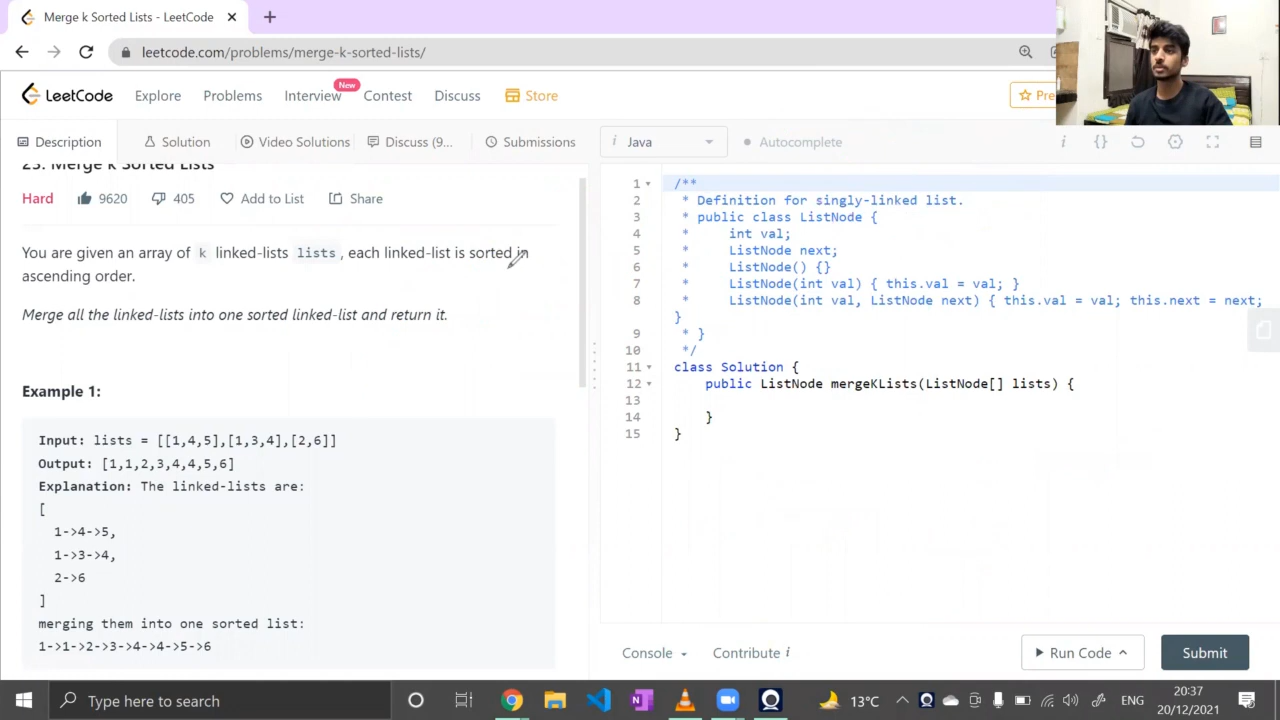 Merge k Sorted Lists - LeetCode
leetcode.com/problems/merge-k-sorted-lists/
LeetCode Explore Problems Interview New Contest Discuss Store Pre
Description Solution Video Solutions Discuss (9... Submissions
i Java Autocomplete i {}
23. Merge k Sorted Lists
Hard 9620 405 Add to List Share
You are given an array of k linked-lists lists, each linked-list is sorted in
ascending order.
Merge all the linked-lists into one sorted linked-list and return it.
Example 1:
Input: lists = [[1,4,5],[1,3,4],[2,6]]
Output: [1,1,2,3,4,4,5,6]
Explanation: The linked-lists are:
[
1->4->5,
1->3->4,
2->6
]
merging them into one sorted list:
1->1->2->3->4->4->5->6
1 /**
2 * Definition for singly-linked list.
3 * public class ListNode {
4 * int val;
5 * ListNode next;
6 * ListNode() {}
7 * ListNode(int val) { this.val = val; }
8 * ListNode(int val, ListNode next) { this.val = val; this.next = next;
}
9 * }
10 */
11 class Solution {
12 public ListNode mergeKLists(ListNode[] lists) {
13
14 }
15 }
Console Contribute i Run Code Submit
Type here to search
13°C ENG
20:37
20/12/2021